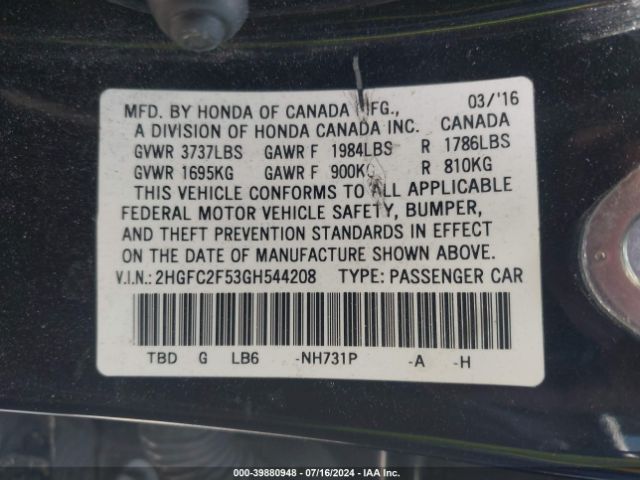 MFD. BY HONDA OF CANADA MFG., 03/'16
A DIVISION OF HONDA CANADA INC. CANADA
GVWR 3737LBS GAWR F 1984LBS R 1786LBS
GVWR 1695KG GAWR F 900KG R 810KG
THIS VEHICLE CONFORMS TO ALL APPLICABLE
FEDERAL MOTOR VEHICLE SAFETY, BUMPER,
AND THEFT PREVENTION STANDARDS IN EFFECT
ON THE DATE OF MANUFACTURE SHOWN ABOVE.
V.I.N.: 2HGFC2F53GH544208 TYPE: PASSENGER CAR
TBD G LB6 -NH731P -A -H
000-39880948 - 07/16/2024 - IAA Inc.